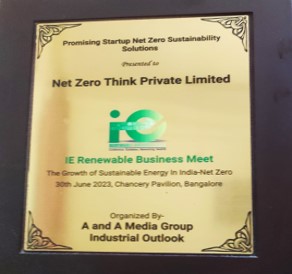 Promising Startup Net Zero Sustainability
Solutions
Presented to
Net Zero Think Private Limited
ie
IE Renewable Business Meet
The Growth of Sustainable Energy In India-Net Zero
30th June 2023, Chancery Pavilion, Bangalore
Organized By-
A and A Media Group
Industrial Outlook